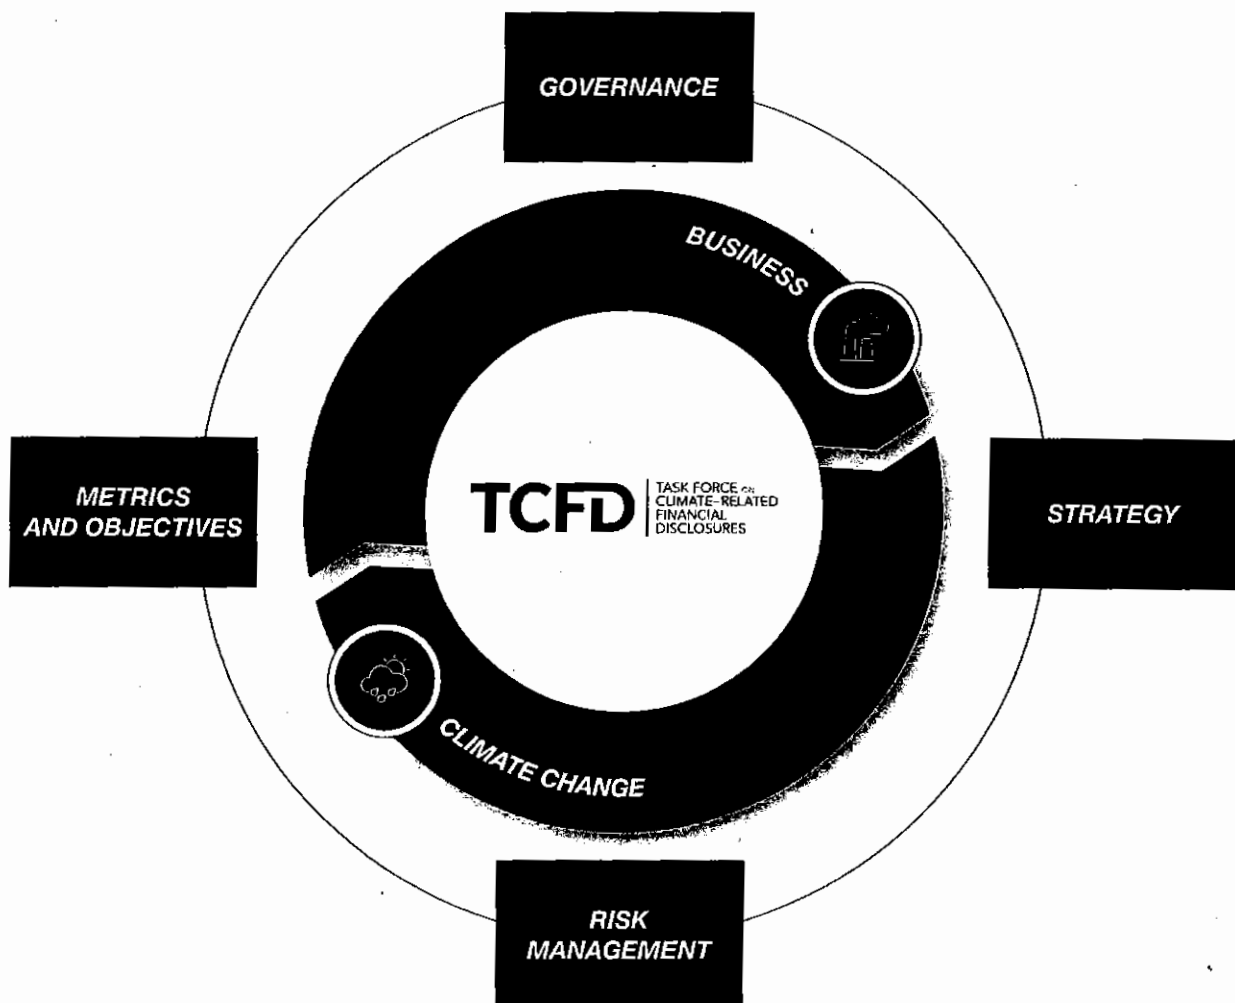 GOVERNANCE
BUSINESS
METRICS
AND OBJECTIVES
TCFD
TASK FORCE ON
CLIMATE-RELATED
FINANCIAL
DISCLOSURES
STRATEGY
CLIMATE CHANGE
RISK
MANAGEMENT